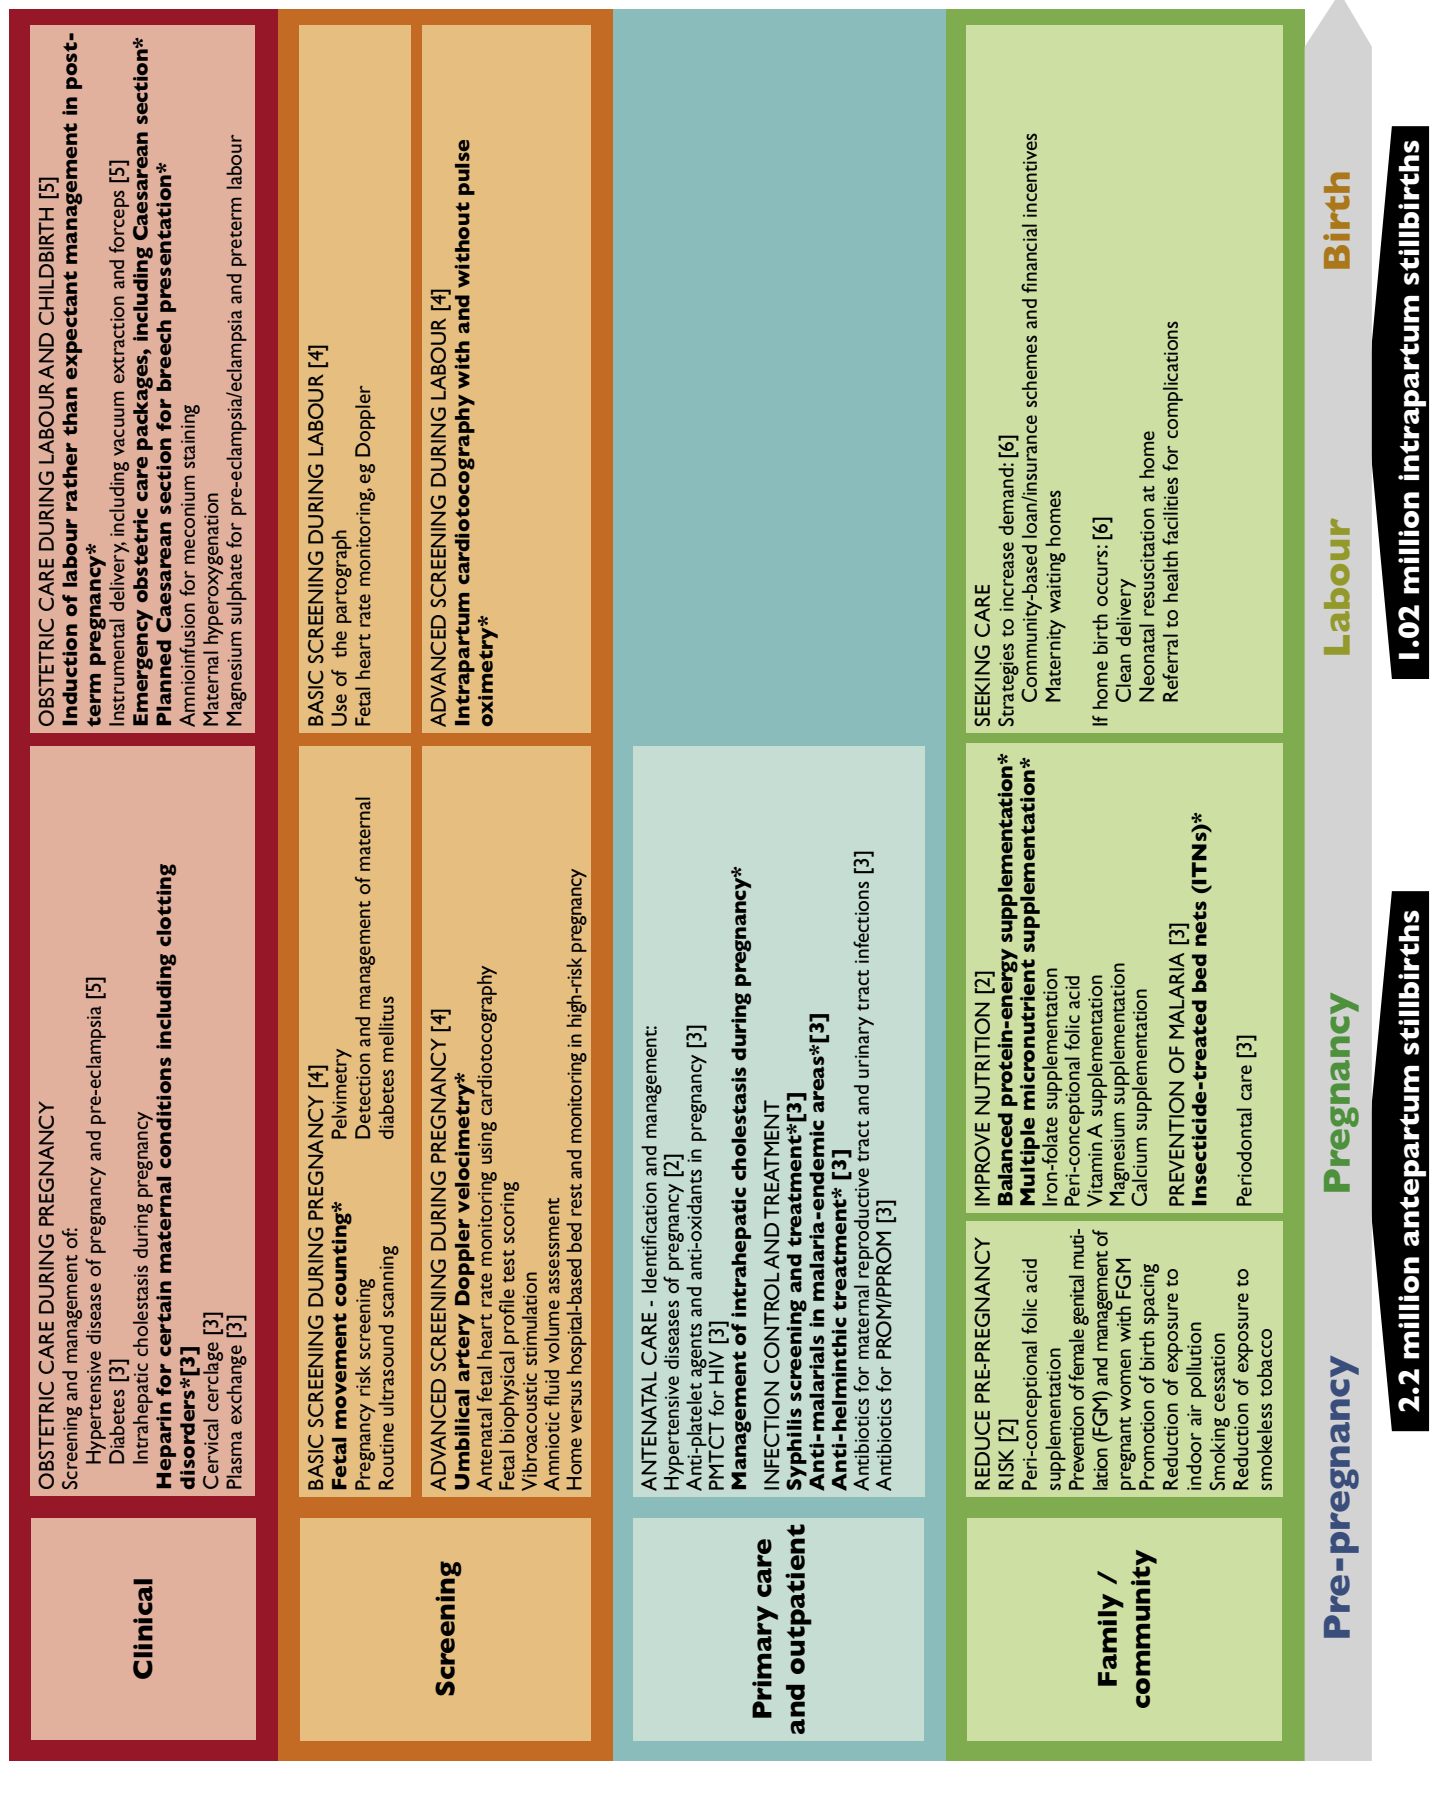 Clinical
OBSTETRIC CARE DURING PREGNANCY
Screening and management of:
Hypertensive disease of pregnancy and pre-eclampsia [5]
Diabetes [3]
Intrahepatic cholestasis during pregnancy
Heparin for certain maternal conditions including clotting
disorders*[3]
Cervical cerclage [3]
Plasma exchange [3]
OBSTETRIC CARE DURING LABOUR AND CHILDBIRTH [5]
Induction of labour rather than expectant management in post-
term pregnancy*
Instrumental delivery, including vacuum extraction and forceps [5]
Emergency obstetric care packages, including Caesarean section*
Planned Caesarean section for breech presentation*
Amnioinfusion for meconium staining
Maternal hyperoxygenation
Magnesium sulphate for pre-eclampsia/eclampsia and preterm labour
Screening
BASIC SCREENING DURING PREGNANCY [4]
Fetal movement counting*
Pregnancy risk screening
Routine ultrasound scanning
Pelvimetry
Detection and management of maternal
diabetes mellitus
BASIC SCREENING DURING LABOUR [4]
Use of the partograph
Fetal heart rate monitoring, eg Doppler
ADVANCED SCREENING DURING PREGNANCY [4]
Umbilical artery Doppler velocimetry*
Antenatal fetal heart rate monitoring using cardiotocography
Fetal biophysical profile test scoring
Vibroacoustic stimulation
Amniotic fluid volume assessment
Home versus hospital-based bed rest and monitoring in high-risk pregnancy
ADVANCED SCREENING DURING LABOUR [4]
Intrapartum cardiotocography with and without pulse
oximetry*
Primary care
and outpatient
ANTENATAL CARE - Identification and management:
Hypertensive diseases of pregnancy [2]
Anti-platelet agents and anti-oxidants in pregnancy [3]
PMTCT for HIV [3]
Management of intrahepatic cholestasis during pregnancy*
INFECTION CONTROL AND TREATMENT
Syphilis screening and treatment*[3]
Anti-malarials in malaria-endemic areas*[3]
Anti-helminthic treatment* [3]
Antibiotics for maternal reproductive tract and urinary tract infections [3]
Antibiotics for PROM/PPROM [3]
Family /
community
REDUCE PRE-PREGNANCY
RISK [2]
Peri-conceptional folic acid
supplementation
Prevention of female genital muti-
lation (FGM) and management of
pregnant women with FGM
Promotion of birth spacing
Reduction of exposure to
indoor air pollution
Smoking cessation
Reduction of exposure to
smokeless tobacco
IMPROVE NUTRITION [2]
Balanced protein-energy supplementation*
Multiple micronutrient supplementation*
Iron-folate supplementation
Peri-conceptional folic acid
Vitamin A supplementation
Magnesium supplementation
Calcium supplementation
PREVENTION OF MALARIA [3]
Insecticide-treated bed nets (ITNs)*
Periodontal care [3]
SEEKING CARE
Strategies to increase demand: [6]
Community-based loan/insurance schemes and financial incentives
Maternity waiting homes
If home birth occurs: [6]
Clean delivery
Neonatal resuscitation at home
Referral to health facilities for complications
Pre-pregnancy
Pregnancy
Labour
Birth
2.2 million antepartum stillbirths
1.02 million intrapartum stillbirths